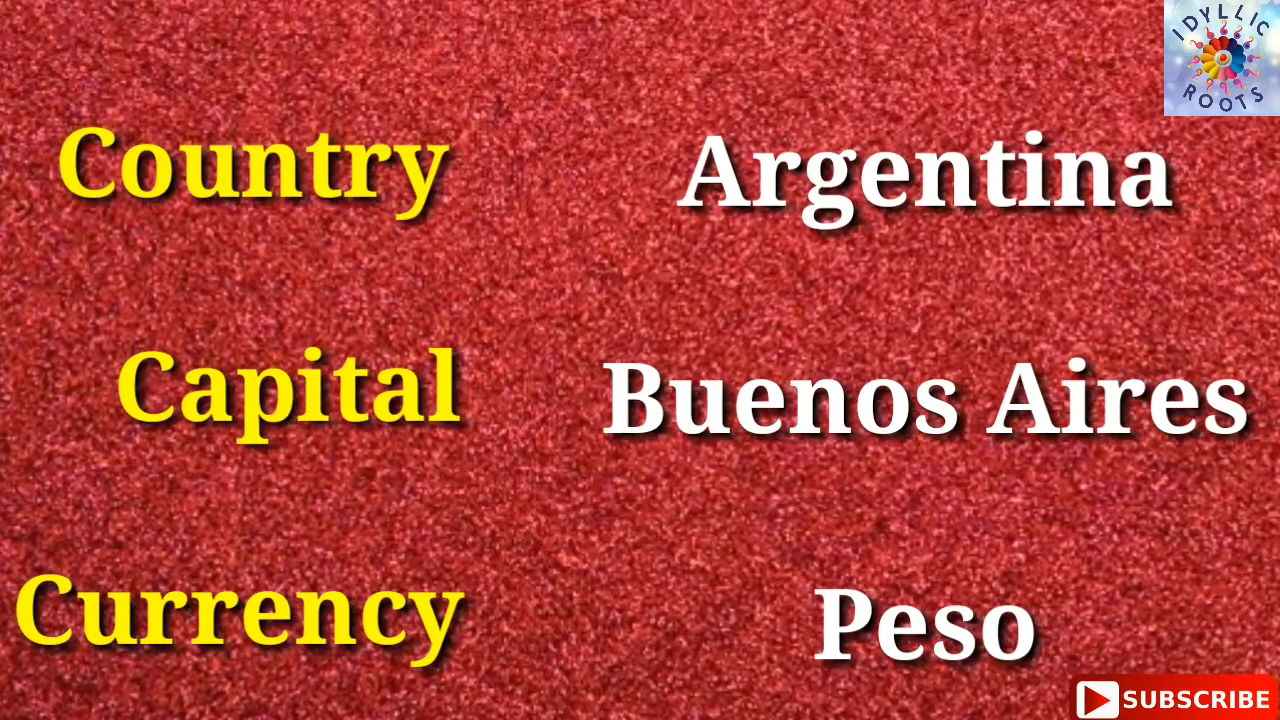 IDYLLIC
ROOTS
Country Argentina
Capital Buenos Aires
Currency Peso
SUBSCRIBE